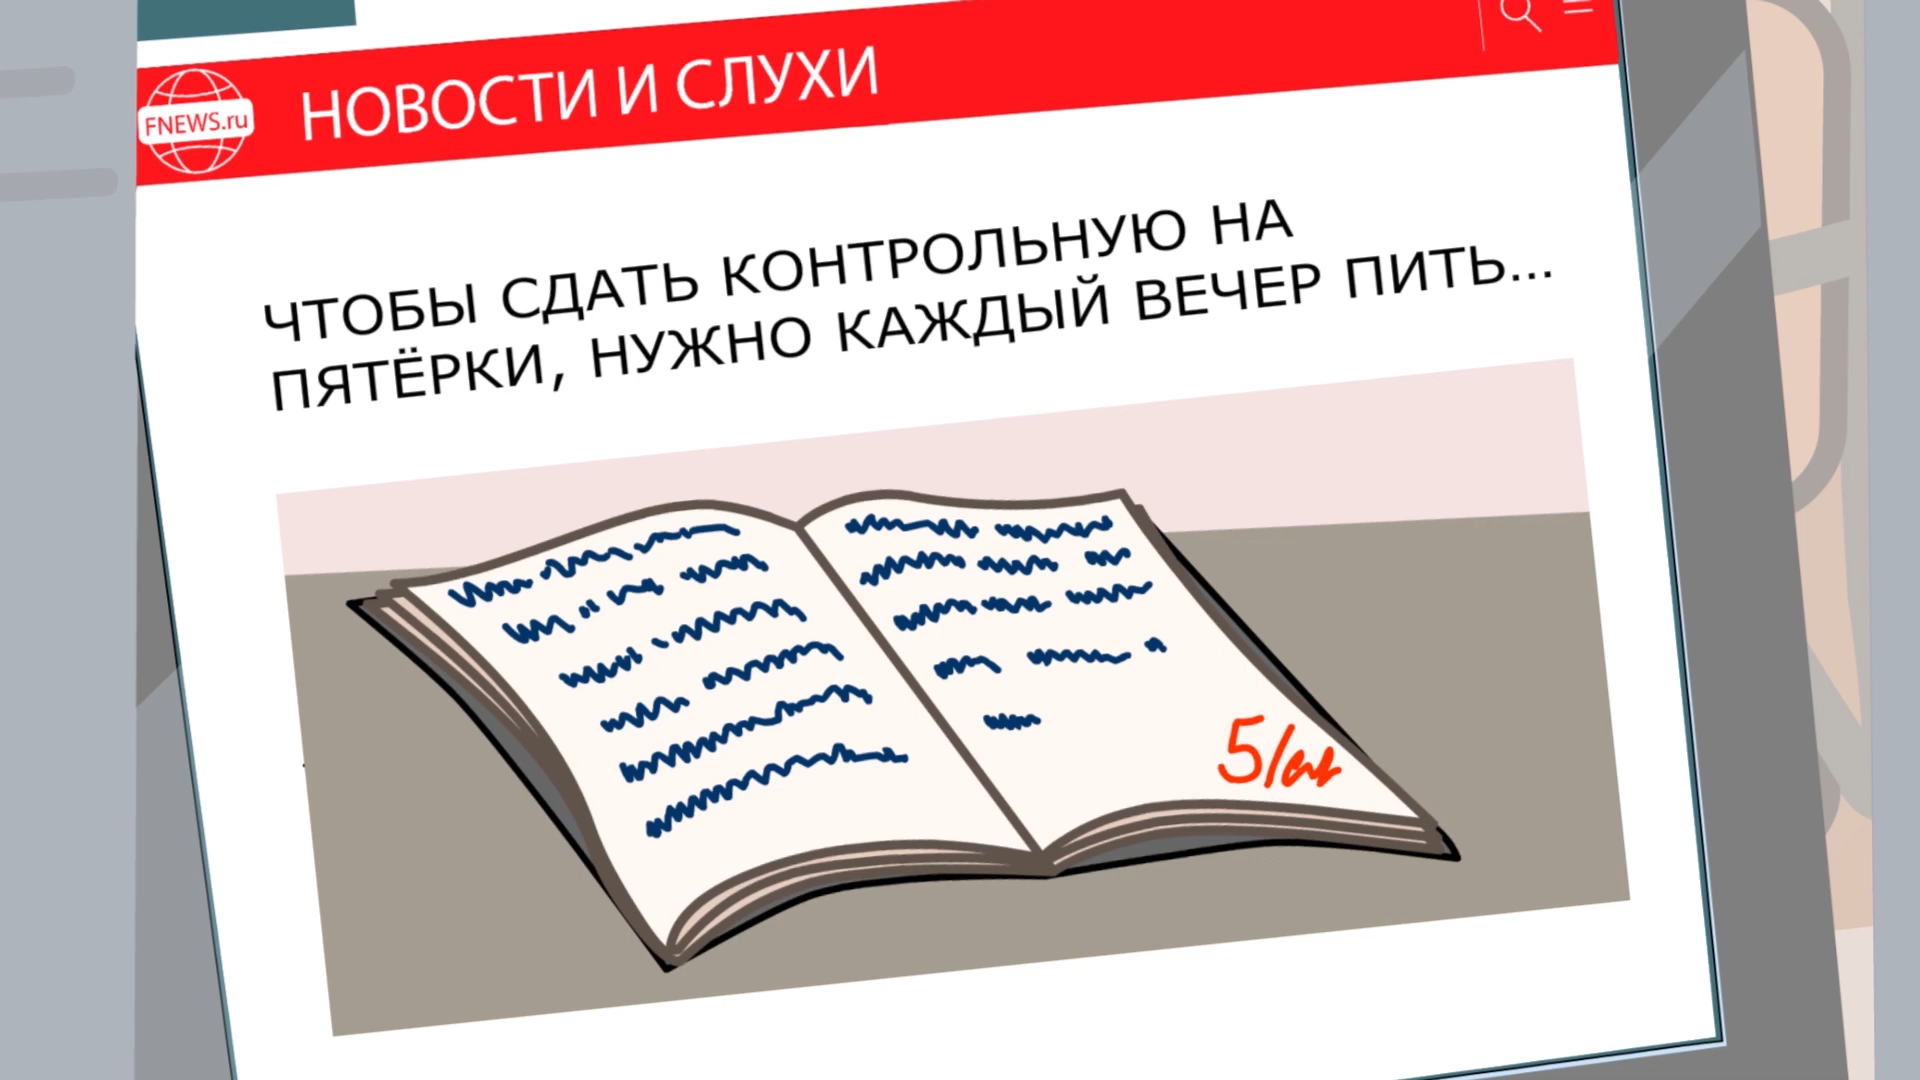 FNEWS.ru
НОВОСТИ И СЛУХИ
ЧТОБЫ СДАТЬ КОНТРОЛЬНУЮ НА
ПЯТЁРКИ, НУЖНО КАЖДЫЙ ВЕЧЕР ПИТЬ...
5/